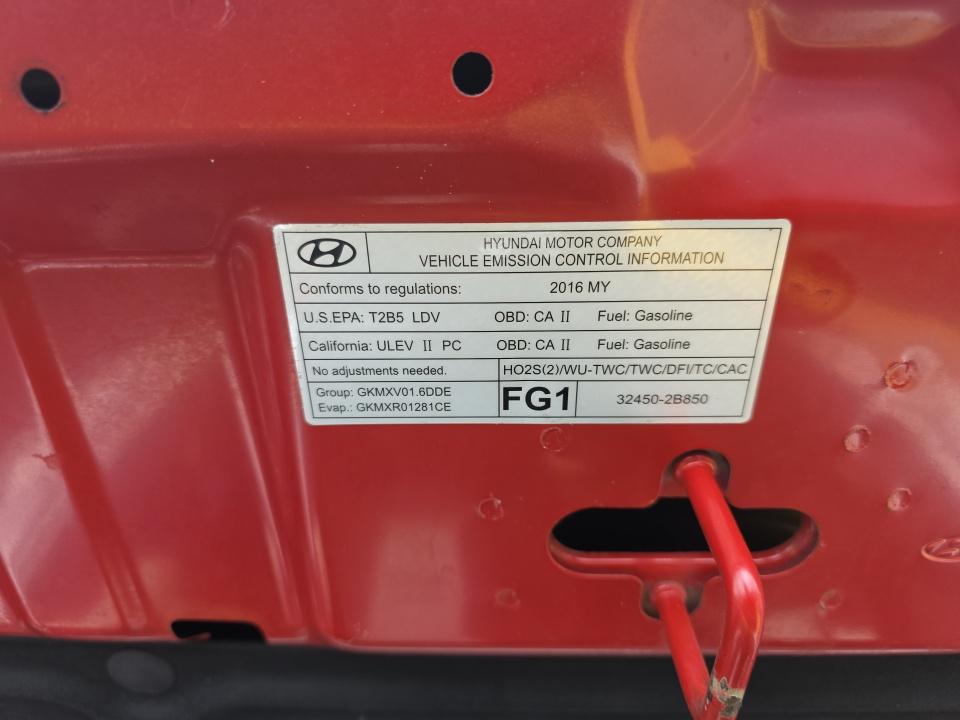 HYUNDAI MOTOR COMPANY
VEHICLE EMISSION CONTROL INFORMATION
Conforms to regulations: 2016 MY
U.S.EPA: T2B5 LDV OBD: CA II Fuel: Gasoline
California: ULEV II PC OBD: CA II Fuel: Gasoline
No adjustments needed. HO2S(2)/WU-TWC/TWC/DFI/TC/CAC
Group: GKMXV01.6DDE
Evap.: GKMXR01281CE
FG1 32450-2B850